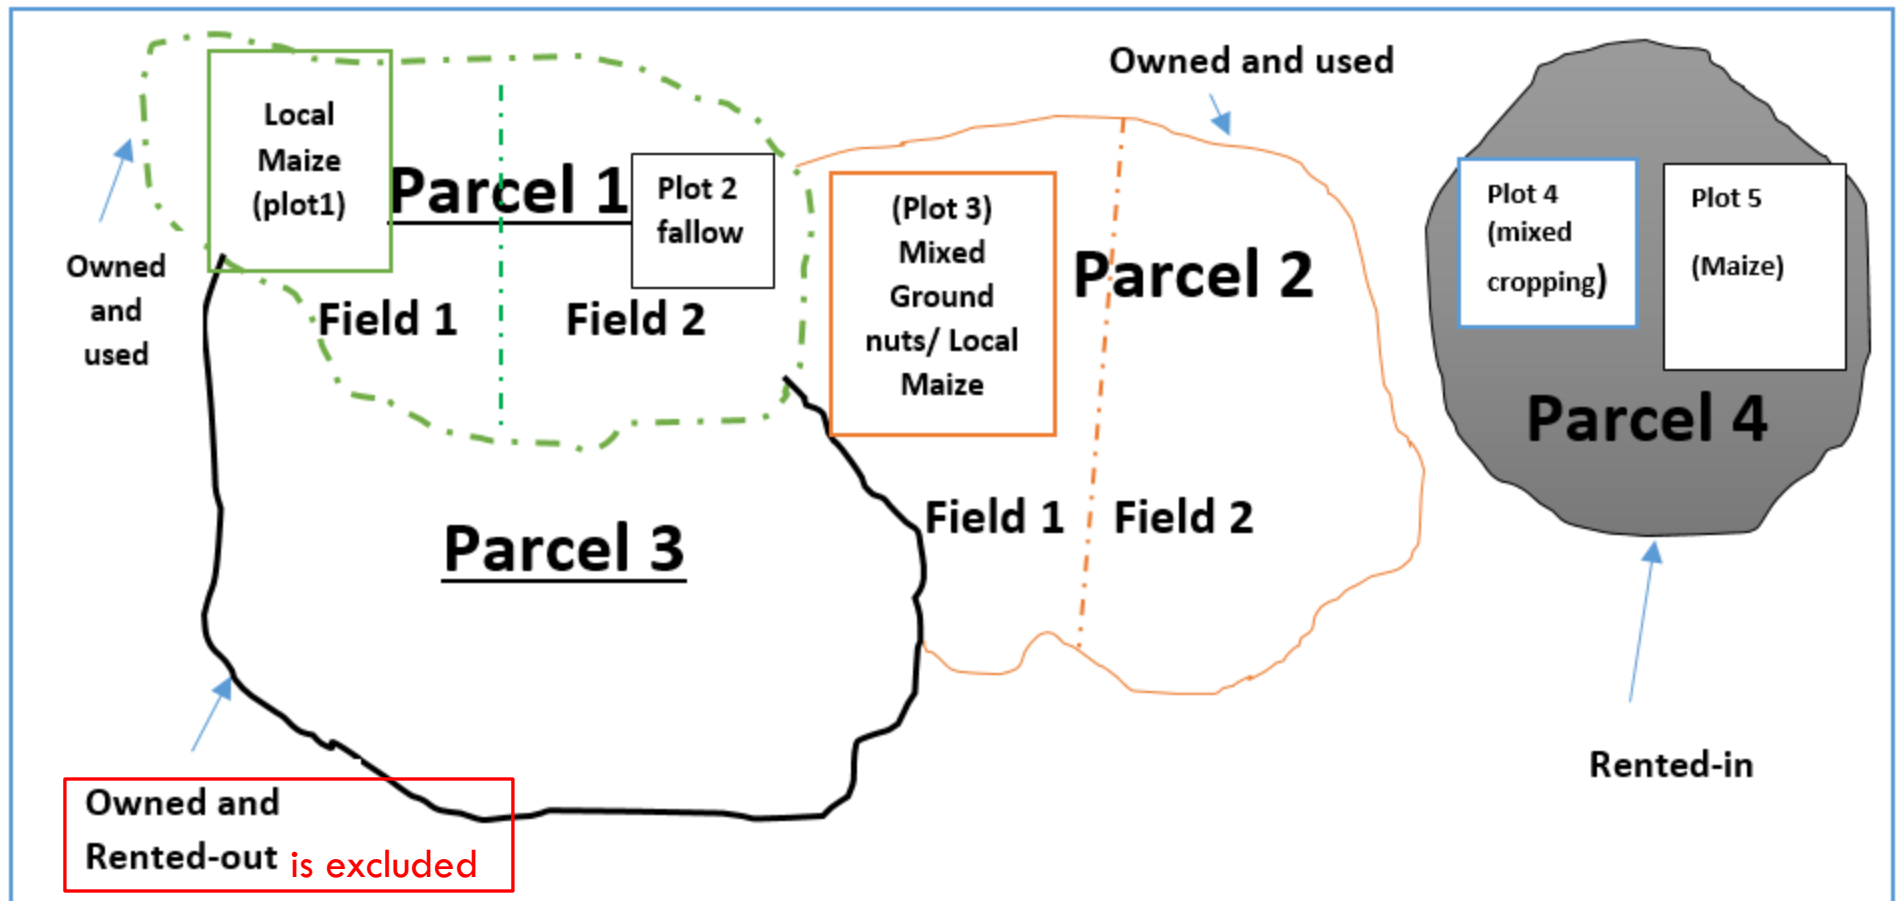 Owned and used
Local
Maize
(plot1)
Parcel 1
Plot 2
fallow
Owned
and
used
Field 1
Field 2
(Plot 3)
Mixed
Ground
nuts/ Local
Maize
Parcel 2
Field 1
Field 2
Plot 4
(mixed
cropping)
Plot 5
(Maize)
Parcel 4
Parcel 3
Rented-in
Owned and
Rented-out is excluded